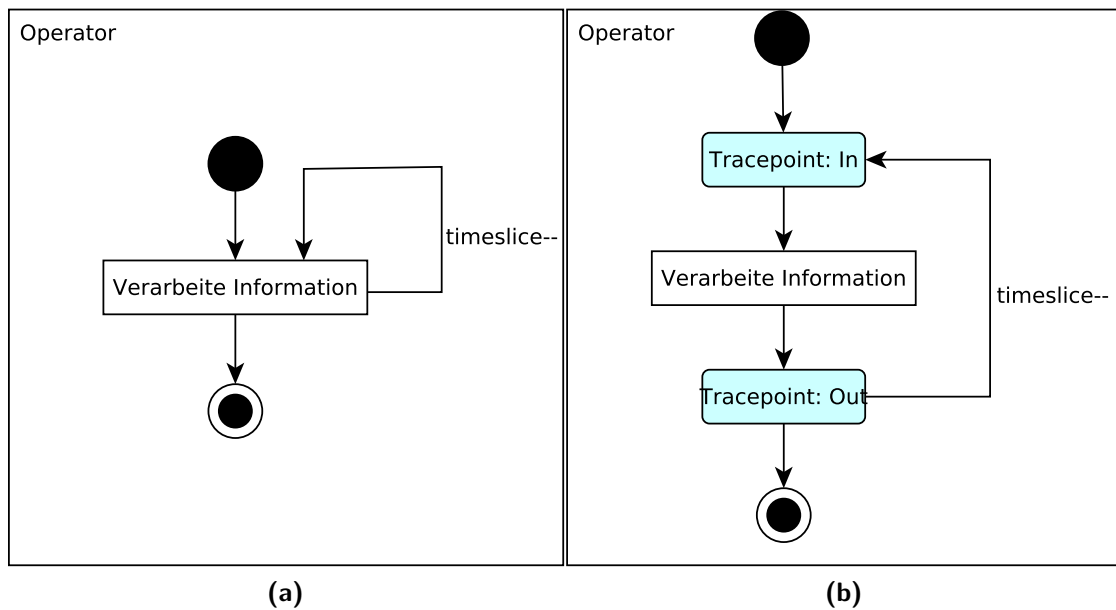 Operator
timeslice--
Verarbeite Information
(a)
Operator
Tracepoint: In
Verarbeite Information
timeslice--
Tracepoint: Out
(b)